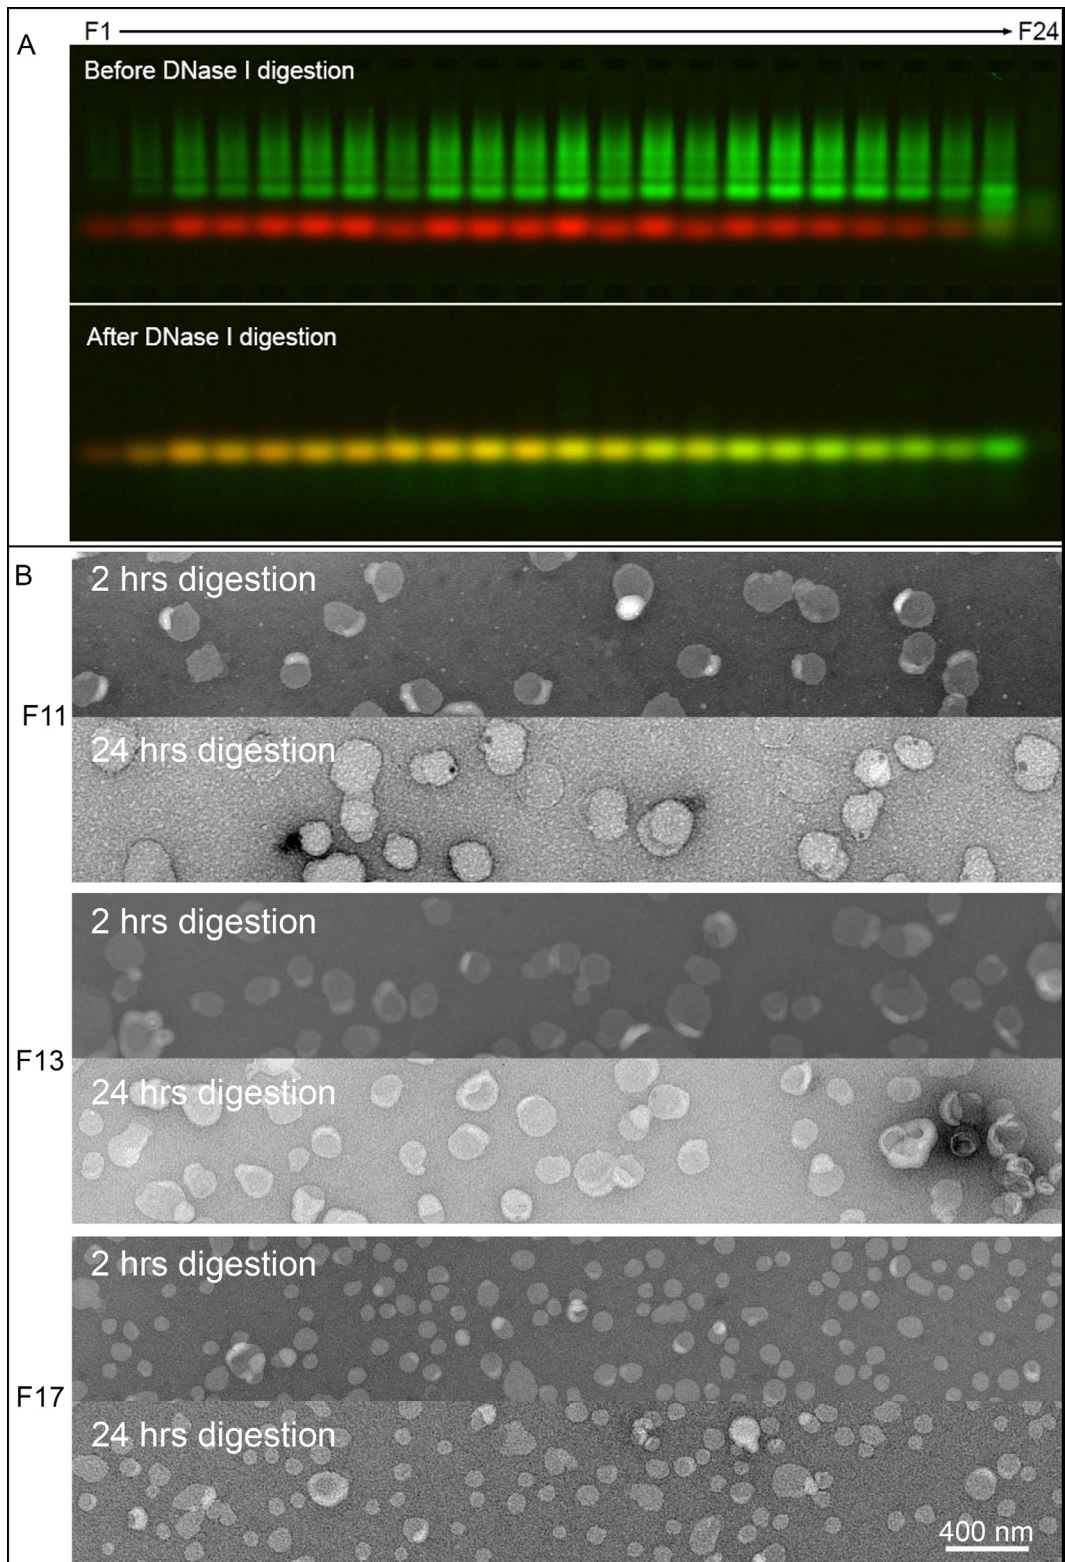 A
F1
F24
Before DNase I digestion
After DNase I digestion
B
2 hrs digestion
F11
24 hrs digestion
2 hrs digestion
F13
24 hrs digestion
2 hrs digestion
F17
24 hrs digestion
400 nm